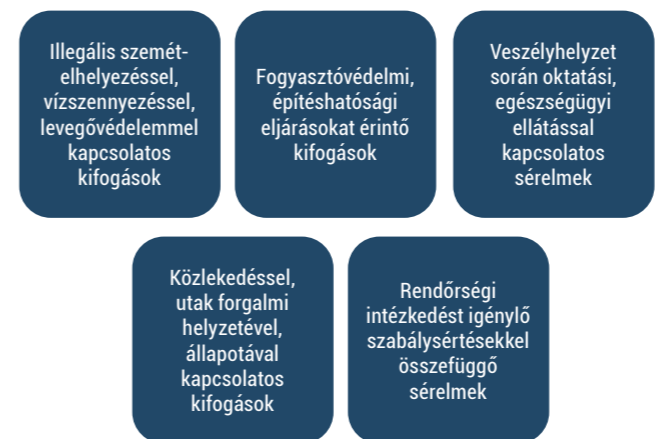 Illegális szemét-
elhelyezéssel,
vízszennyezéssel,
levegővédelemmel
kapcsolatos
kifogások
Fogyasztóvédelmi,
építéshatósági
eljárásokat érintő
kifogások
Veszélyhelyzet
során oktatási,
egészségügyi
ellátással
kapcsolatos
sérelmek
Közlekedéssel,
utak forgalmi
helyzetével,
állapotával
kapcsolatos
kifogások
Rendőrségi
intézkedést igénylő
szabálysértésekkel
összefüggő
sérelmek